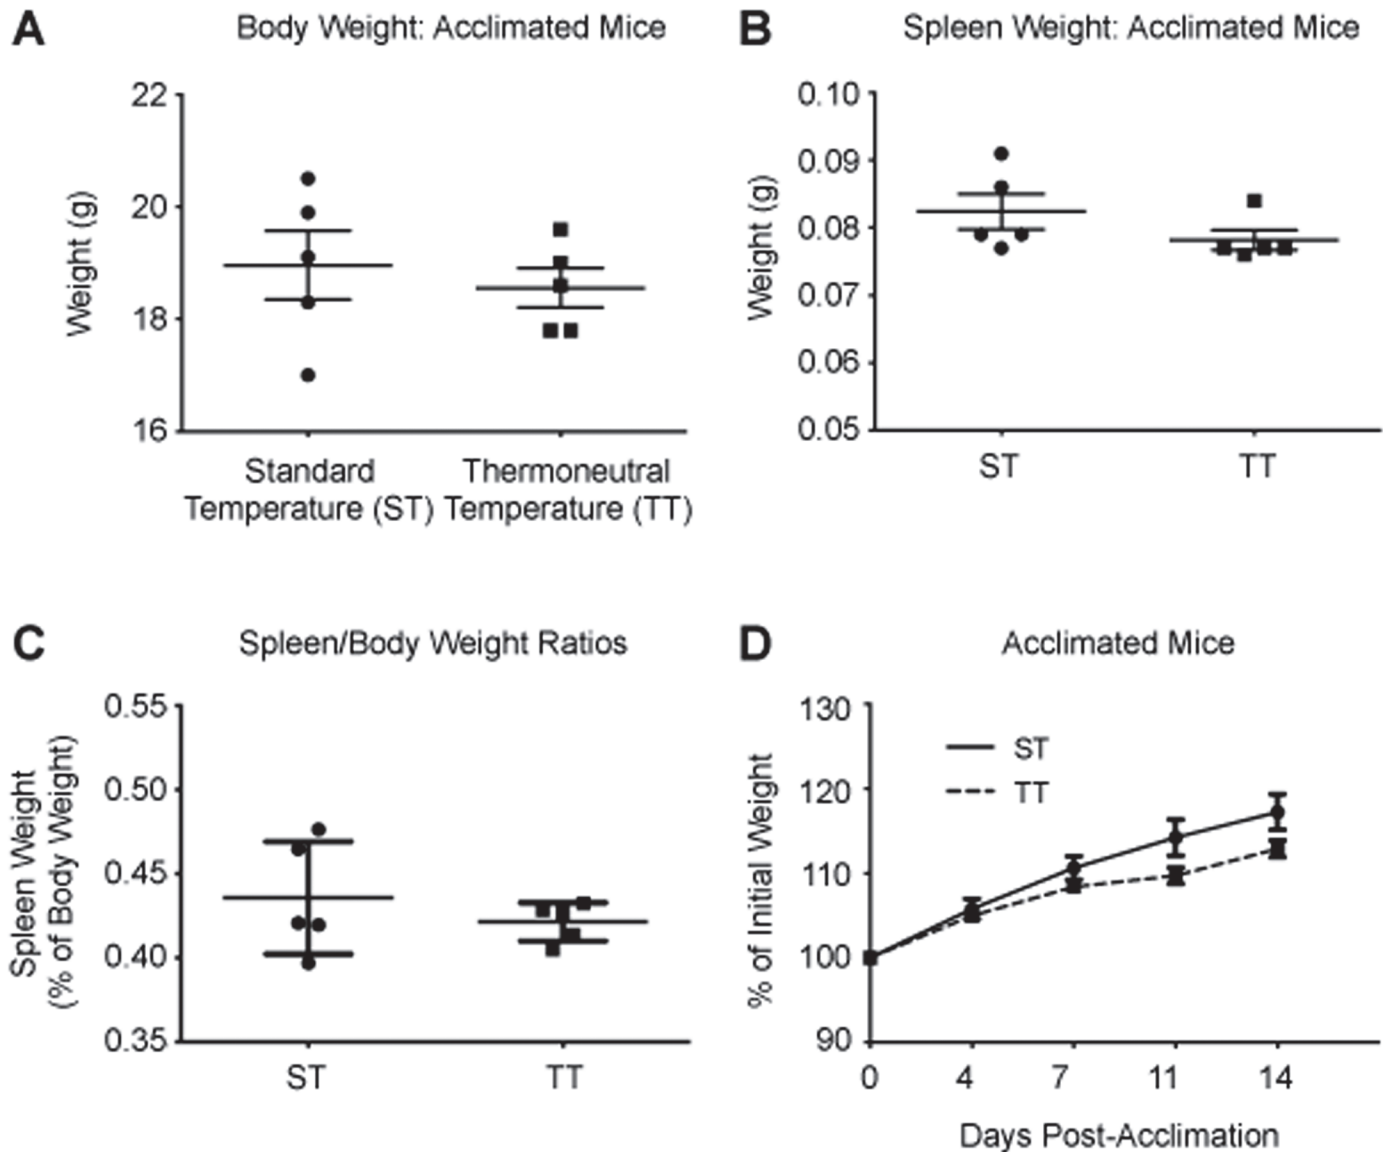 A
Body Weight: Acclimated Mice
Weight (g)
22
20
18
16
Standard
Temperature (ST)
Thermoneutral
Temperature (TT)
B
Spleen Weight: Acclimated Mice
Weight (g)
0.10
0.09
0.08
0.07
0.06
0.05
ST
TT
C
Spleen/Body Weight Ratios
Spleen Weight
(% of Body Weight)
0.55
0.50
0.45
0.40
0.35
ST
TT
D
Acclimated Mice
% of Initial Weight
130
120
110
100
90
ST
TT
0 4 7 11 14
Days Post-Acclimation